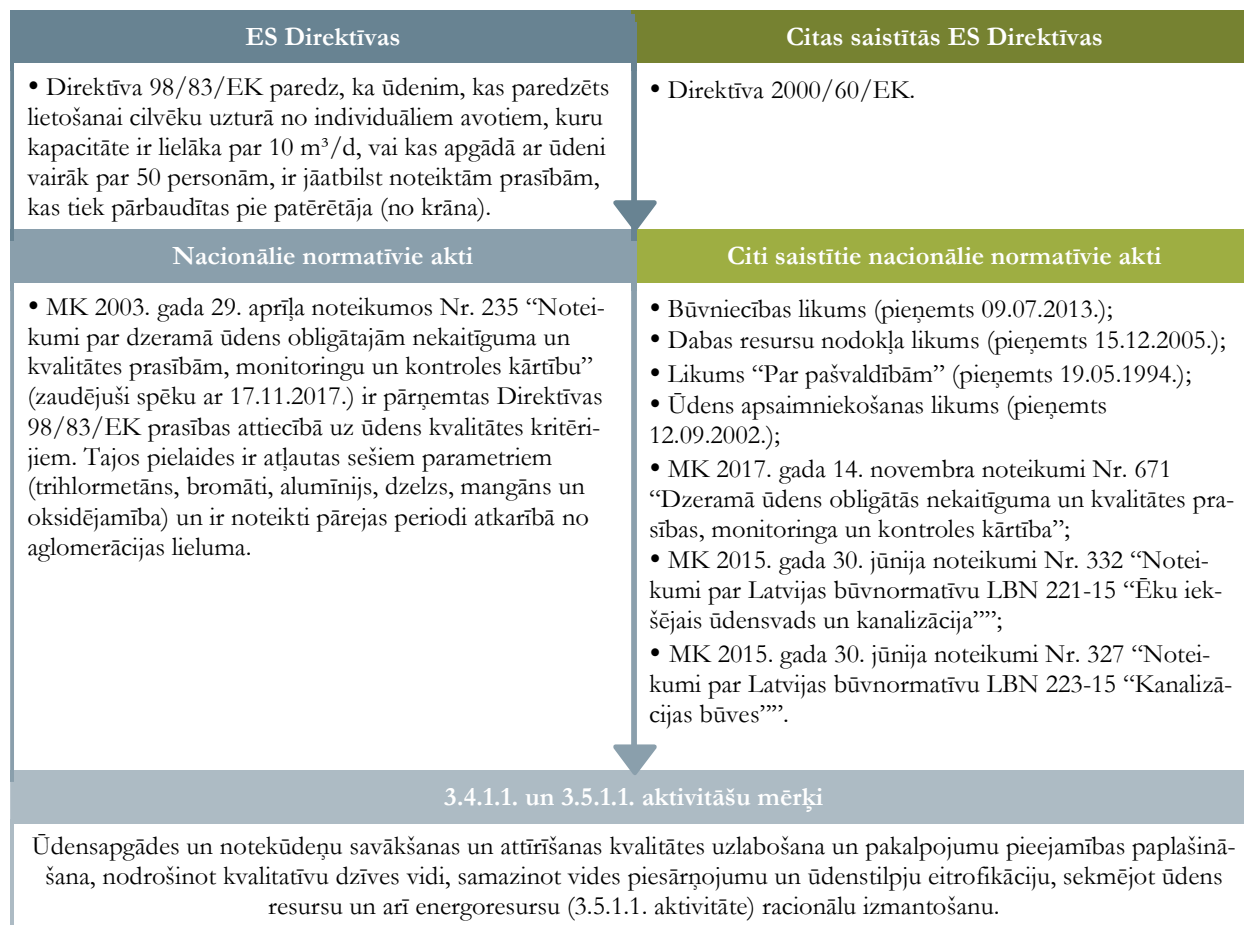 ES Direktīvas
• Direktīva 98/83/EK paredz, ka ūdenim, kas paredzēts
lietošanai cilvēku uzturā no individuāliem avotiem, kuru
kapacitāte ir lielāka par 10 m³/d, vai kas apgādā ar ūdeni
vairāk par 50 personām, ir jāatbilst noteiktām prasībām,
kas tiek pārbaudītas pie patērētāja (no krāna).
Citas saistītās ES Direktīvas
• Direktīva 2000/60/EK.
Nacionālie normatīvie akti
• MK 2003. gada 29. aprīļa noteikumos Nr. 235 “Notei-
kumi par dzeramā ūdens obligātajām nekaitīguma un
kvalitātes prasībām, monitoringu un kontroles kārtību”
(zaudējuši spēku ar 17.11.2017.) ir pārņemtas Direktīvas
98/83/EK prasības attiecībā uz ūdens kvalitātes kritēri-
jiem. Tajos pielaides ir atļautas sešiem parametriem
(trihlormetāns, bromāti, alumīnijs, dzelzs, mangāns un
oksidējamība) un ir noteikti pārejas periodi atkarībā no
aglomerācijas lieluma.
Citi saistītie nacionālie normatīvie akti
• Būvniecības likums (pieņemts 09.07.2013.);
• Dabas resursu nodokļa likums (pieņemts 15.12.2005.);
• Likums “Par pašvaldībām” (pieņemts 19.05.1994.);
• Ūdens apsaimniekošanas likums (pieņemts
12.09.2002.);
• MK 2017. gada 14. novembra noteikumi Nr. 671
“Dzeramā ūdens obligātās nekaitīguma un kvalitātes pra-
sības, monitoringa un kontroles kārtība”;
• MK 2015. gada 30. jūnija noteikumi Nr. 332 “Notei-
kumi par Latvijas būvnormatīvu LBN 221-15 “Ēku iek-
šējais ūdensvads un kanalizācija””;
• MK 2015. gada 30. jūnija noteikumi Nr. 327 “Notei-
kumi par Latvijas būvnormatīvu LBN 223-15 “Kanalizā-
cijas būves””.
3.4.1.1. un 3.5.1.1. aktivitāšu mērķi
Ūdensapgādes un notekūdeņu savākšanas un attīrīšanas kvalitātes uzlabošana un pakalpojumu pieejamības paplašinā-
šana, nodrošinot kvalitatīvu dzīves vidi, samazinot vides piesārņojumu un ūdenstilpju eitrofikāciju, sekmējot ūdens
resursu un arī energoresursu (3.5.1.1. aktivitāte) racionālu izmantošanu.